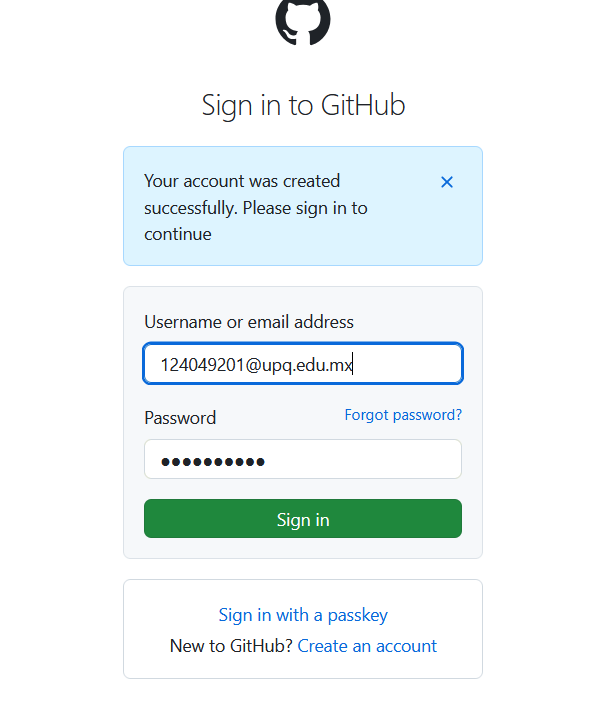 Sign in to GitHub
Your account was created
successfully. Please sign in to
continue
Username or email address
124049201@upq.edu.mx
Password Forgot password?
Sign in
Sign in with a passkey
New to GitHub? Create an account